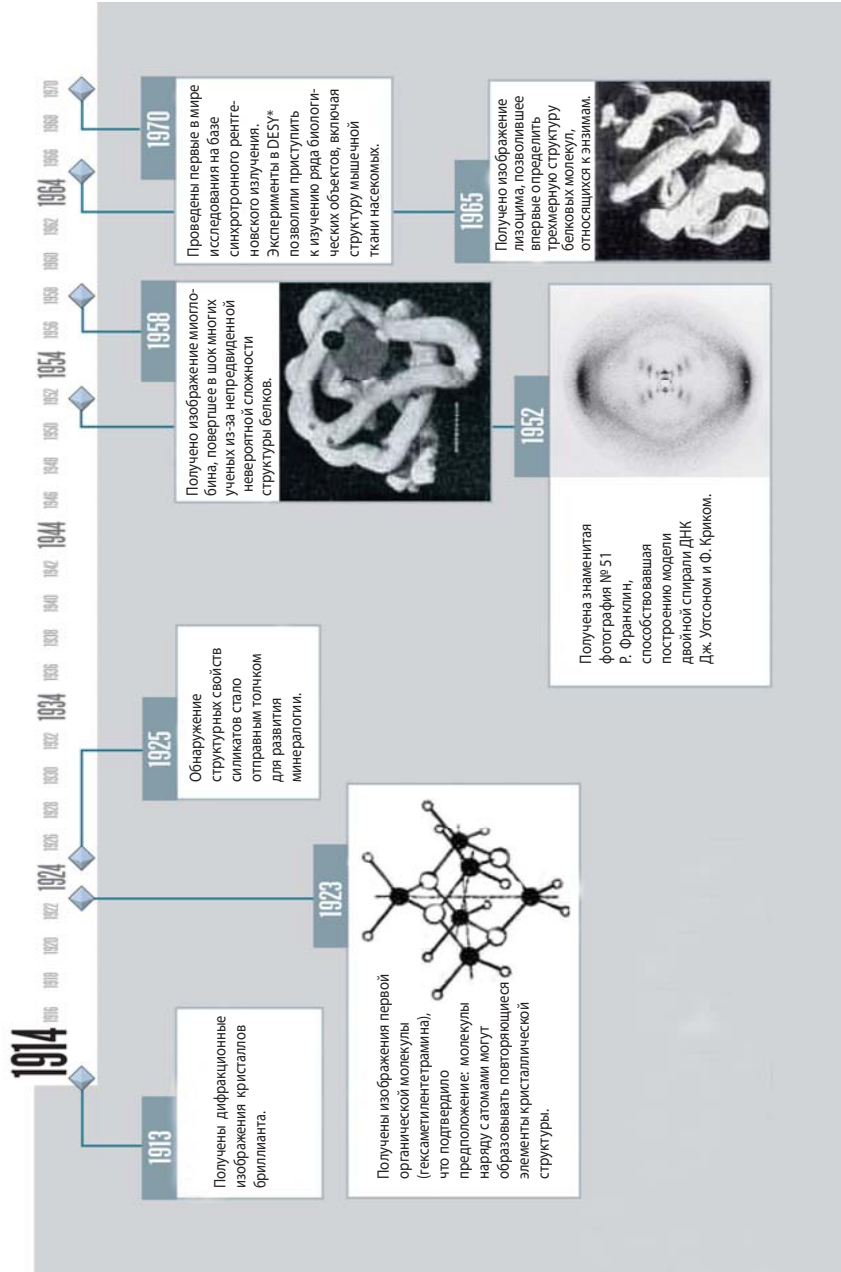 1914
1916
1918
1920
1922
1924
1926
1928
1930
1932
1934
1936
1938
1940
1942
1944
1946
1948
1950
1952
1954
1956
1958
1960
1962
1964
1966
1968
1970
1913
Получены дифракционные
изображения кристаллов
бриллианта.
1923
Получены изображения первой
органической молекулы
(гексаметилентетрамина),
что подтвердило
предположение: молекулы
наряду с атомами могут
образовывать повторяющиеся
элементы кристаллической
структуры.
1925
Обнаружение
структурных свойств
силикатов стало
отправным толчком
для развития
минералогии.
1952
Получена знаменитая
фотография № 51
Р. Франклин,
способствовавшая
построению модели
двойной спирали ДНК
Дж. Уотсоном и Ф. Криком.
1958
Получено изображение миогло-
бина, повергшее в шок многих
ученых из-за непредвиденной
невероятной сложности
структуры белков.
1965
Получено изображение
лизоцима, позволившее
впервые определить
трехмерную структуру
белковых молекул,
относящихся к энзимам.
1970
Проведены первые в мире
исследования на базе
синхротронного рентге-
новского излучения.
Эксперименты в DESY*
позволили приступить
к изучению ряда биологи-
ческих объектов, включая
структуру мышечной
ткани насекомых.